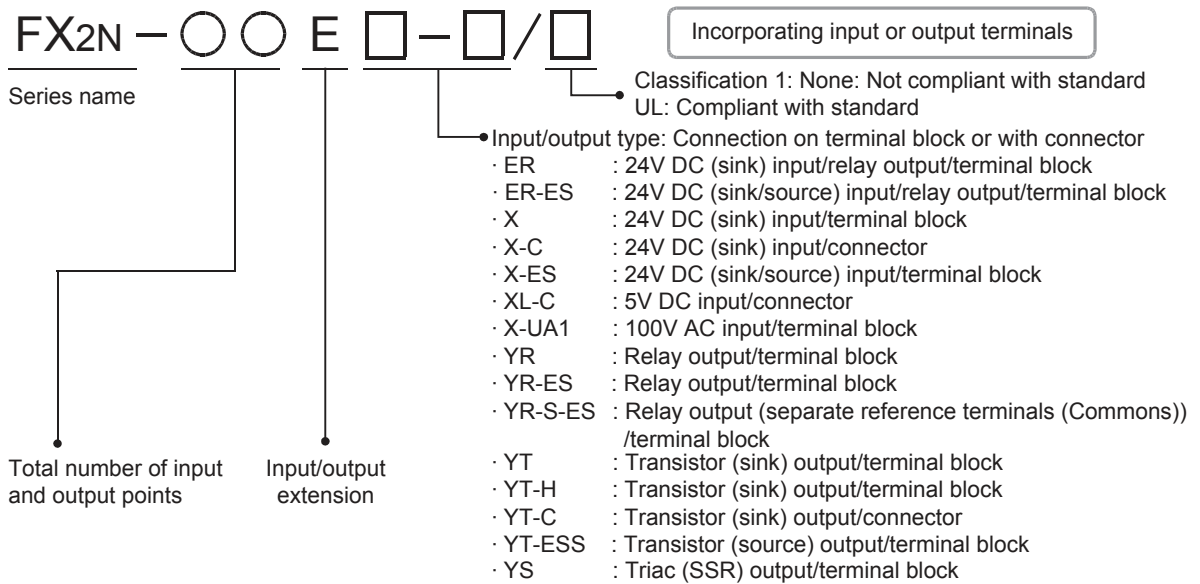 FX2N – ○ ○ E □ – □ / □
Incorporating input or output terminals
Series name
Classification 1: None: Not compliant with standard
UL: Compliant with standard
Input/output type: Connection on terminal block or with connector
· ER : 24V DC (sink) input/relay output/terminal block
· ER-ES : 24V DC (sink/source) input/relay output/terminal block
· X : 24V DC (sink) input/terminal block
· X-C : 24V DC (sink) input/connector
· X-ES : 24V DC (sink/source) input/terminal block
· XL-C : 5V DC input/connector
· X-UA1 : 100V AC input/terminal block
· YR : Relay output/terminal block
· YR-ES : Relay output/terminal block
· YR-S-ES : Relay output (separate reference terminals (Commons))
/terminal block
· YT : Transistor (sink) output/terminal block
· YT-H : Transistor (sink) output/terminal block
· YT-C : Transistor (sink) output/connector
· YT-ESS : Transistor (source) output/terminal block
· YS : Triac (SSR) output/terminal block
Total number of input
and output points
Input/output
extension